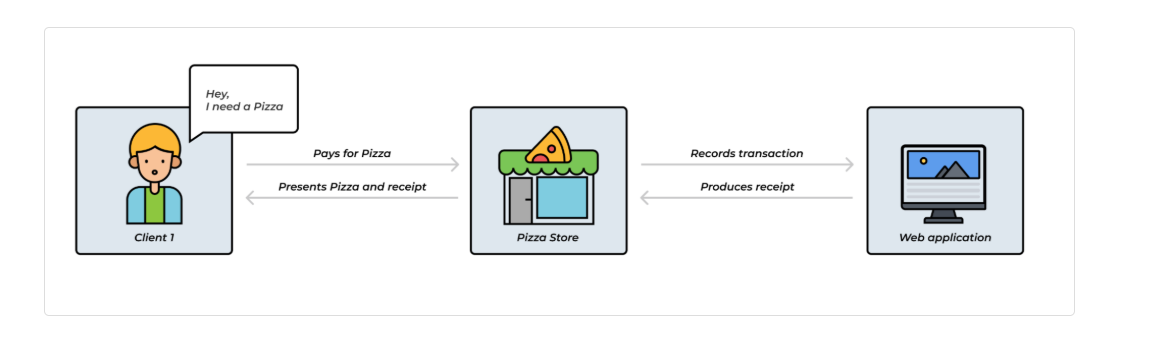 Hey,
I need a Pizza
Pays for Pizza
Presents Pizza and receipt
Records transaction
Produces receipt
Client 1
Pizza Store
Web application